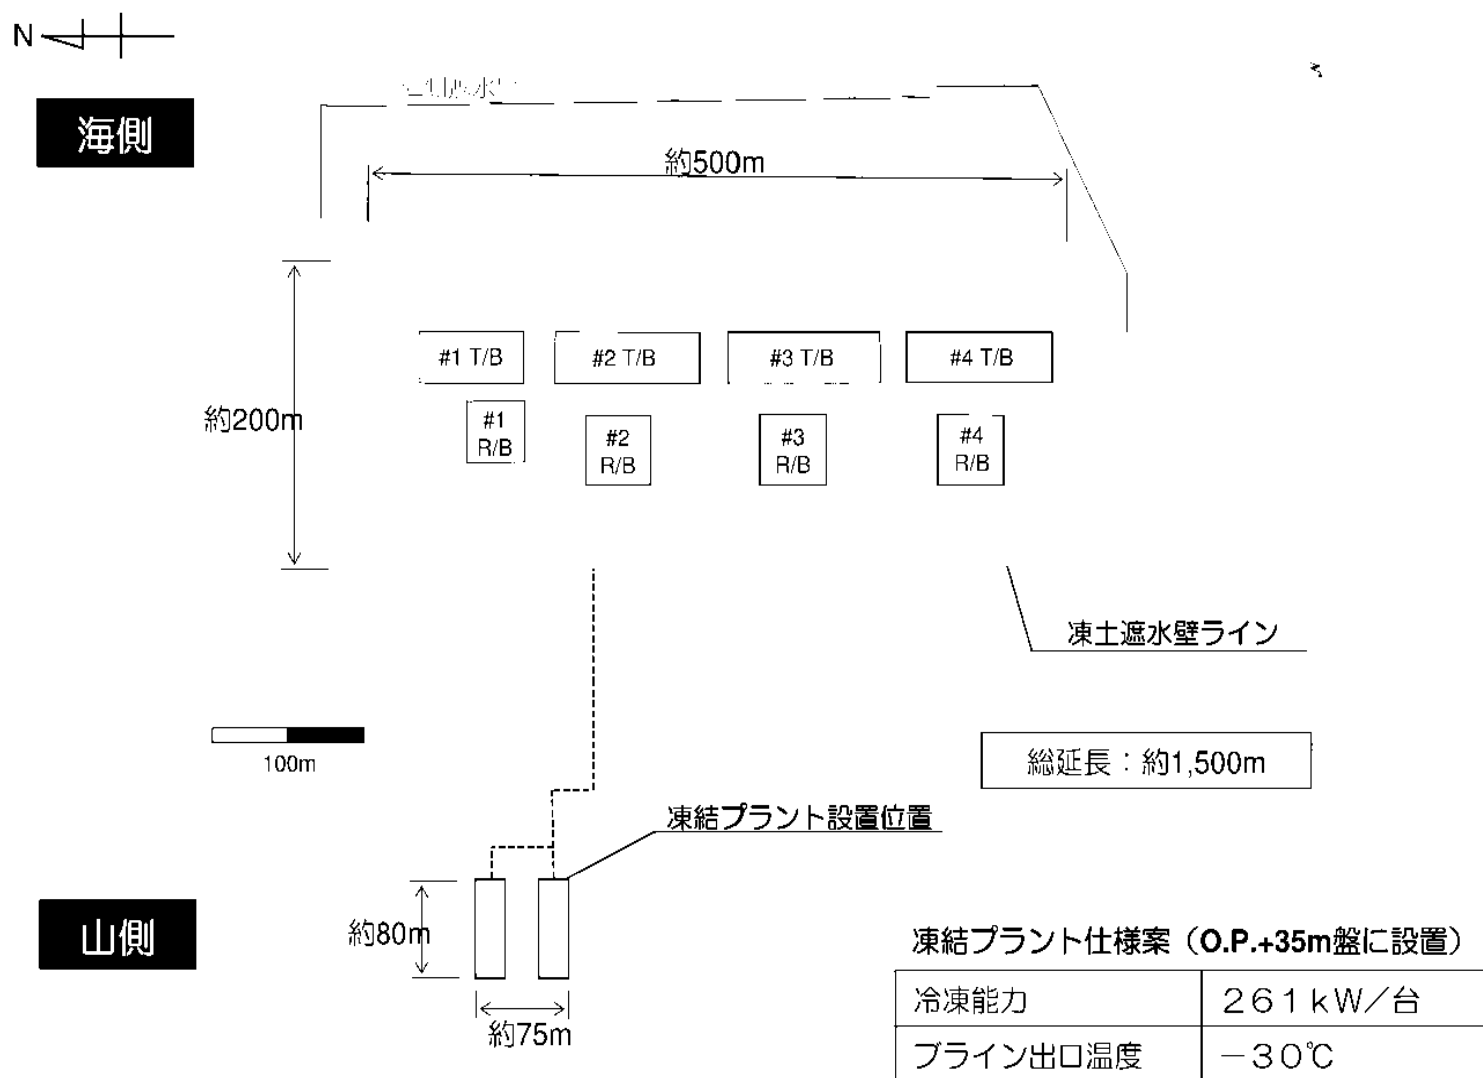 N
海側
約500m
#1 T/B
#2 T/B
#3 T/B
#4 T/B
約200m
#1
R/B
#2
R/B
#3
R/B
#4
R/B
凍土遮水壁ライン
100m
総延長：約1,500m
凍結プラント設置位置
山側
約80m
約75m
凍結プラント仕様案（O.P.+35m盤に設置）
冷凍能力 ２６１ｋＷ／台
ブライン出口温度 －３０℃